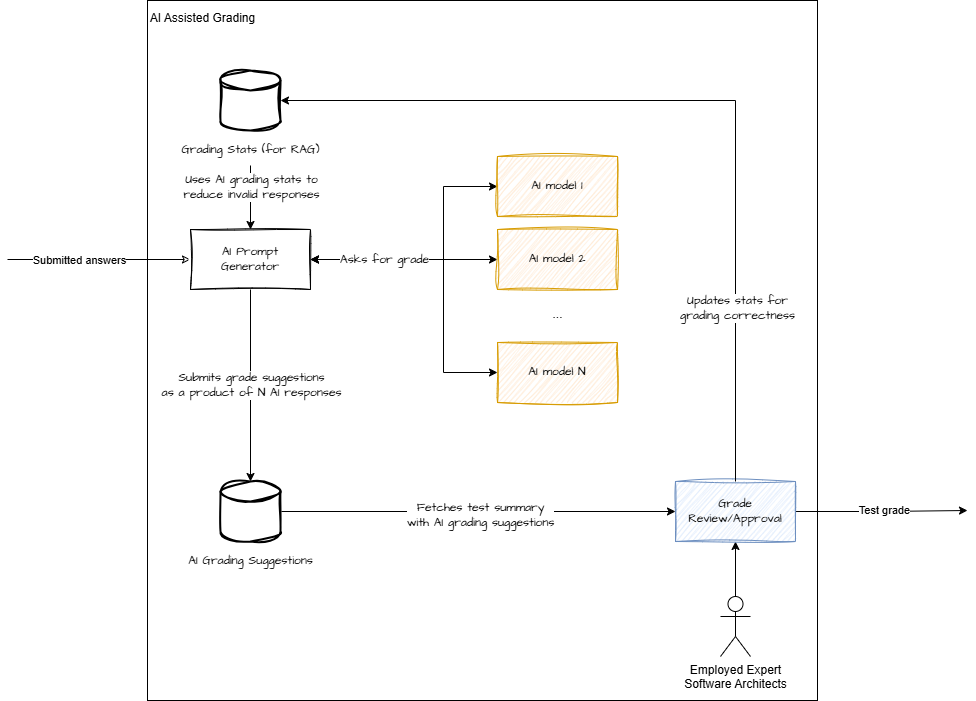 AI Assisted Grading
Grading Stats (for RAG)
Uses AI grading stats to
reduce invalid responses
AI model 1
Submitted answers
AI Prompt
Generator
Asks for grade
AI model 2
...
Updates stats for
grading correctness
AI model N
Submits grade suggestions
as a product of N AI responses
Grade
Review/Approval
Fetches test summary
with AI grading suggestions
Test grade
AI Grading Suggestions
Employed Expert
Software Architects